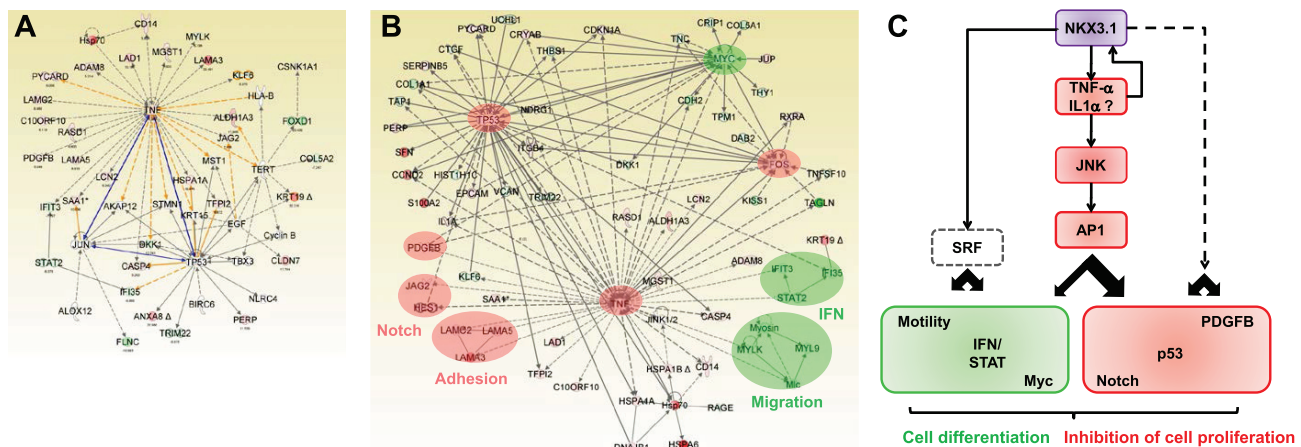 A
CD14
Hsp70
MYLK
MGST1
LAD1
LAMA3
ADAM8
KLF6
PYCARD
CSNK1A1
LAMC2
HLA-B
TNF
C10ORF10
ALDH1A3
FOXD1
RASD1
JAG2
PDGFB
LAMA5
MST1
COL5A2
LCN2
TERT
HSPA1A
SAA1*
KRT19 Δ
IFIT3
AKAP12
STMN1
TFPI2
KRT15
EGF
Cyclin B
JUN
DKK1
TP53
TBX3
CLDN7
STAT2
CASP4
IFI35
NLRC4
BIRC6
ALOX12
ANXA8 Δ
PERP
TRIM22
FLNC
B
UCHL1
PYCARD
CRYAB
CDKN1A
CRIP1
COL5A1
CTGF
THBS1
TNC
SERPINB5
MYC
JUP
COL1A1
CDH2
THY1
TAP1
NDRG1
TP53
TPM1
RXRA
PERP
DAB2
SFN
ITGB4
FOS
CCND2
HIST1H1C
DKK1
TNFSF10
EPCAM
VCAN
TRIM22
KISS1
S100A2
LCN2
TAGLN
IL1A
RASD1
ALDH1A3
PDGFB
KRT19 Δ
ADAM8
IFIT3
IFI35
KLF6
MGST1
JAG2
SAA1*
TNF
STAT2
HES1
IFN
Notch
JINK1/2
CASP4
LAMC2
LAMA5
Myosin
LAD1
MYLK
MYL9
LAMA3
CD14
Adhesion
TFPI2
HSPA1B Δ
Mlc
C10ORF10
Migration
HSPA1A
Hsp70
RAGE
DNAJB1
HSPA6
C
NKX3.1
TNF-α
IL1α ?
JNK
AP1
SRF
Motility
IFN/
STAT
Myc
PDGFB
p53
Notch
Cell differentiation
Inhibition of cell proliferation